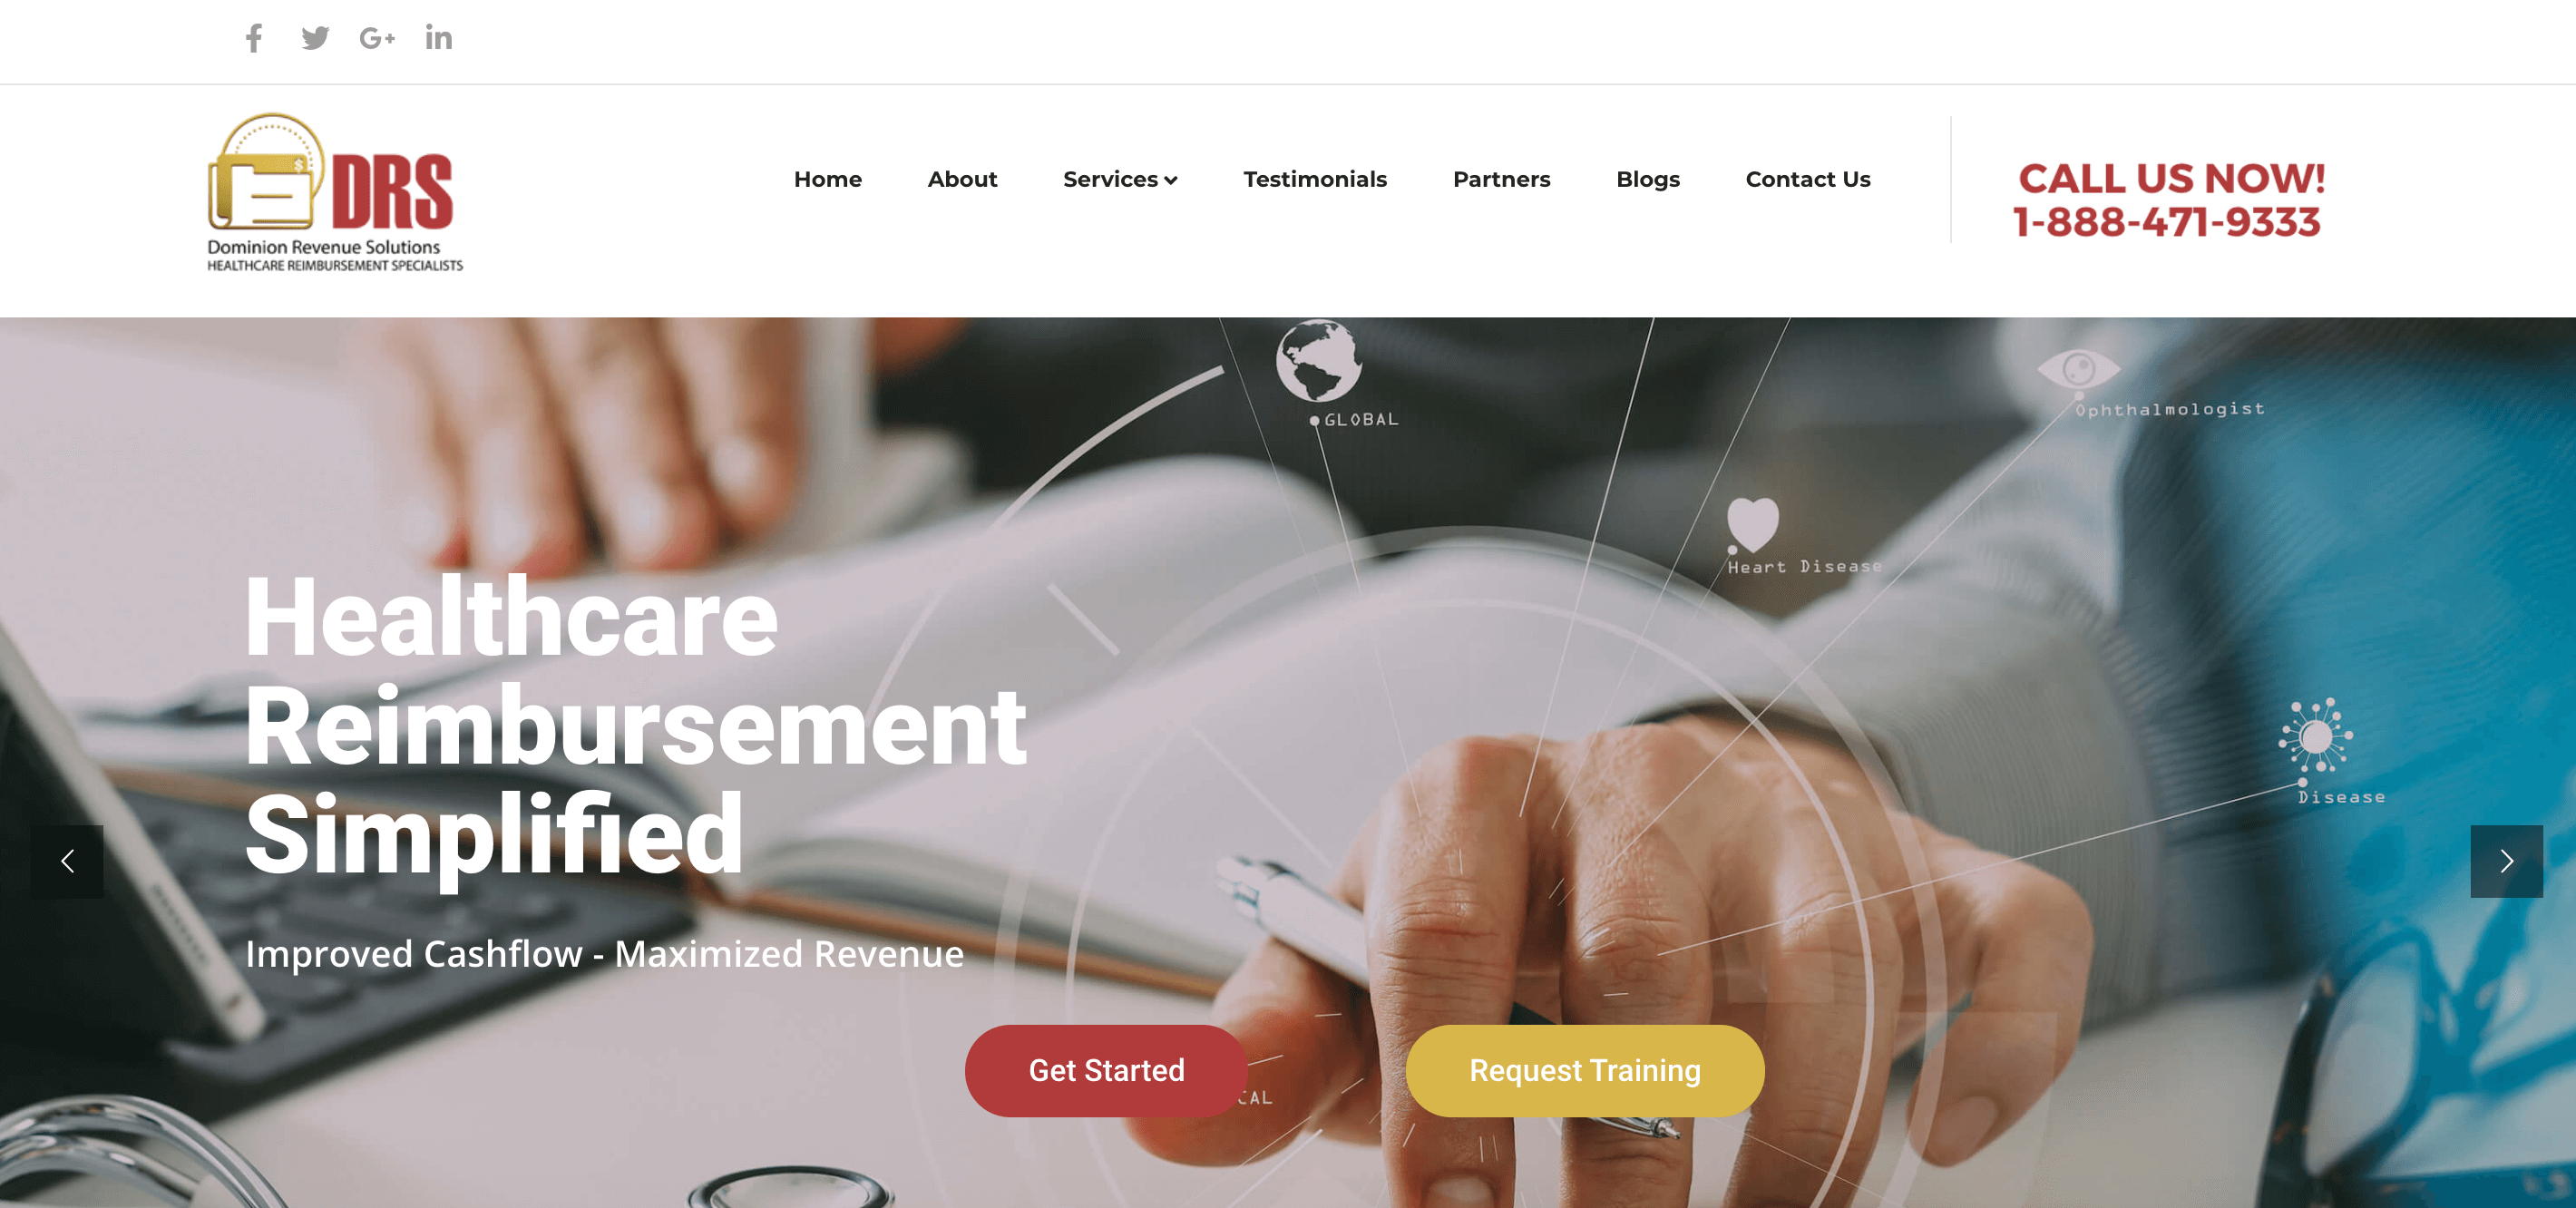 DRS
Dominion Revenue Solutions
HEALTHCARE REIMBURSEMENT SPECIALISTS
Home
About
Services
Testimonials
Partners
Blogs
Contact Us
CALL US NOW!
1-888-471-9333
GLOBAL
Ophthalmologist
Heart Disease
Disease
Healthcare
Reimbursement
Simplified
Improved Cashflow - Maximized Revenue
Get Started
Request Training